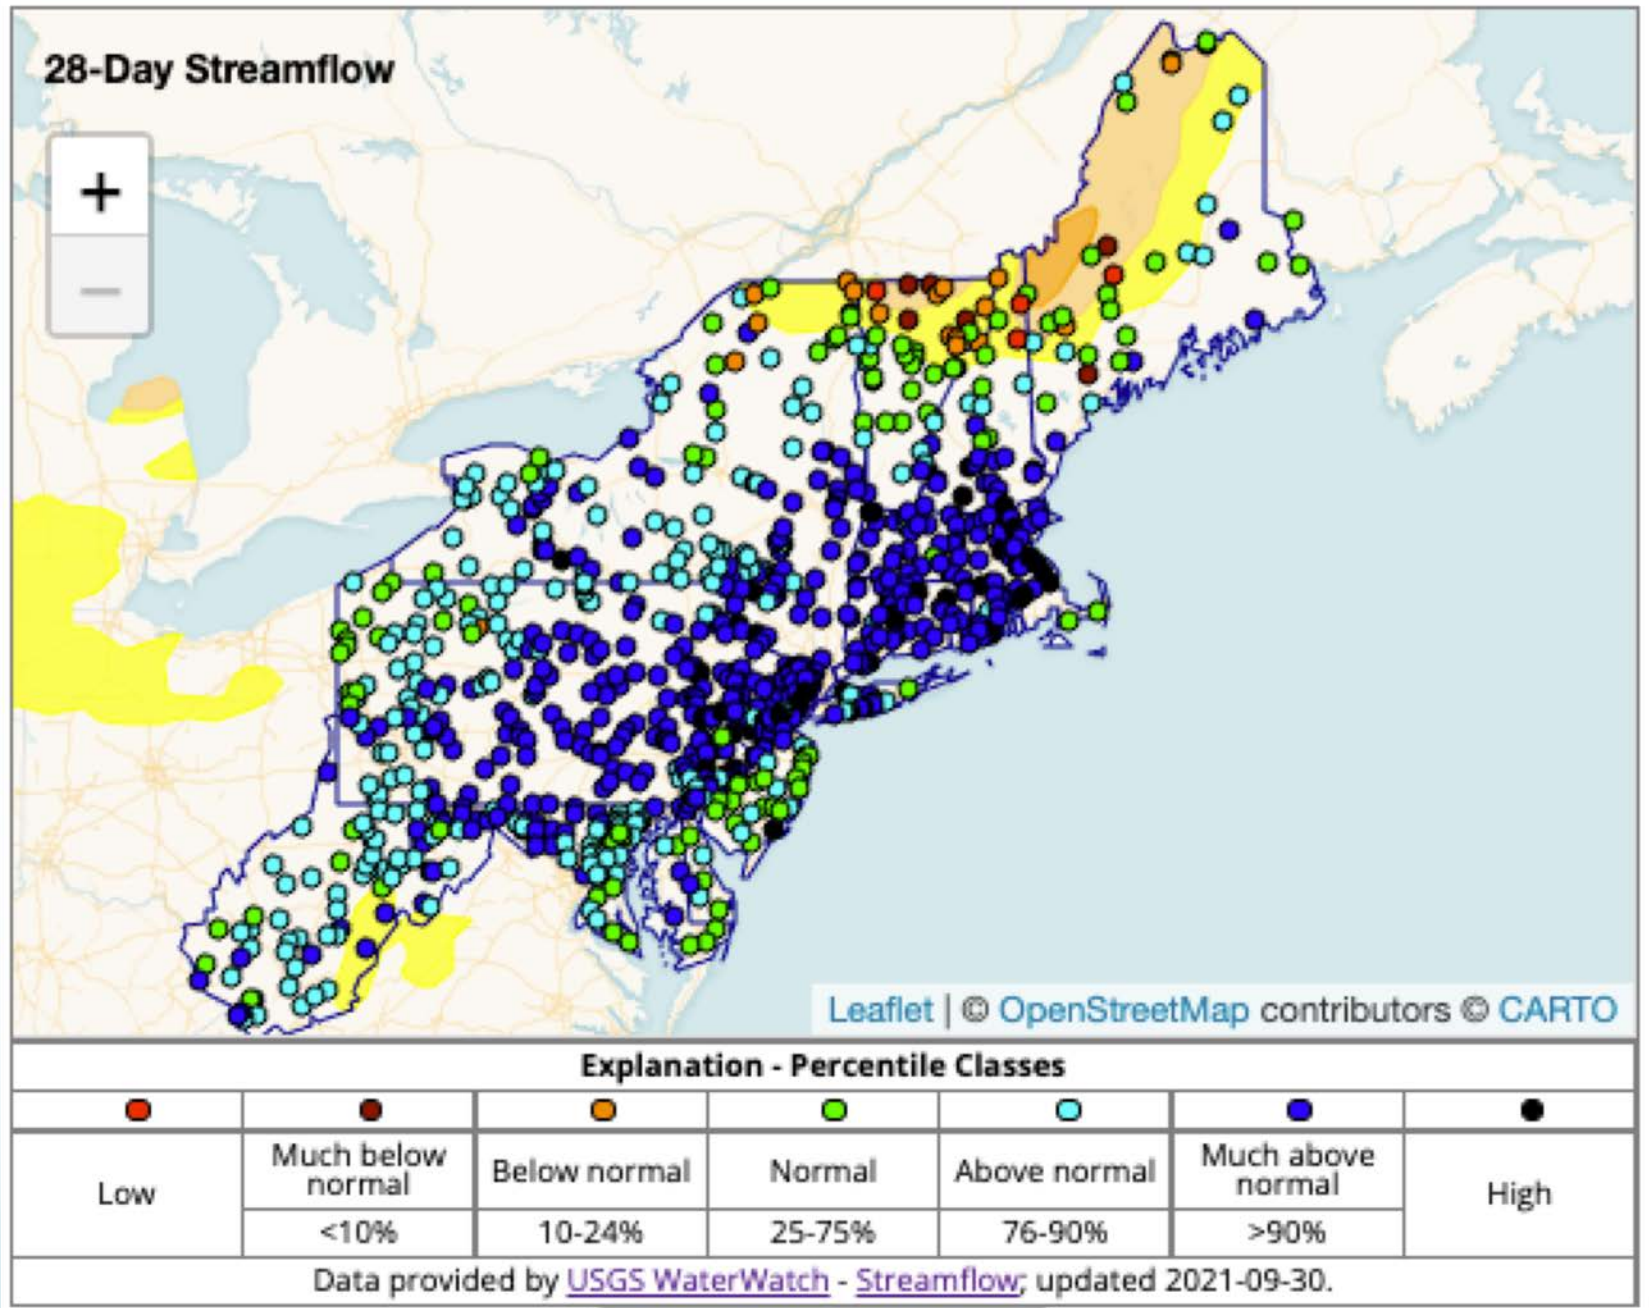 28-Day Streamflow
+
−
Leaflet | © OpenStreetMap contributors © CARTO
Explanation - Percentile Classes
Low
Much below normal
<10%
Below normal
10-24%
Normal
25-75%
Above normal
76-90%
Much above normal
>90%
High
Data provided by USGS WaterWatch - Streamflow; updated 2021-09-30.